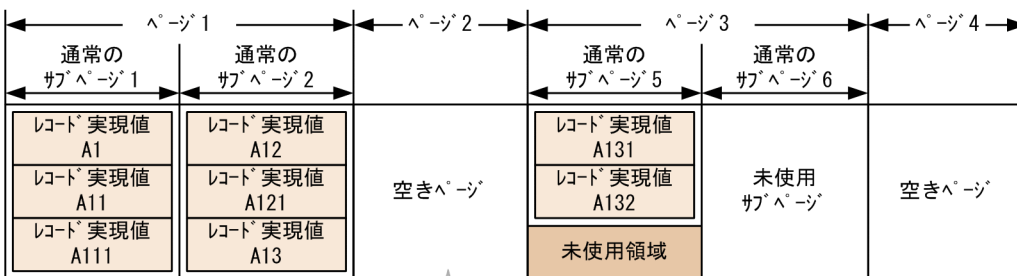 ページ1
ページ2
ページ3
ページ4
通常の
サブページ1
通常の
サブページ2
通常の
サブページ5
通常の
サブページ6
レコード実現値
A1
レコード実現値
A11
レコード実現値
A111
レコード実現値
A12
レコード実現値
A121
レコード実現値
A13
空きページ
レコード実現値
A131
レコード実現値
A132
未使用領域
未使用
サブページ
空きページ